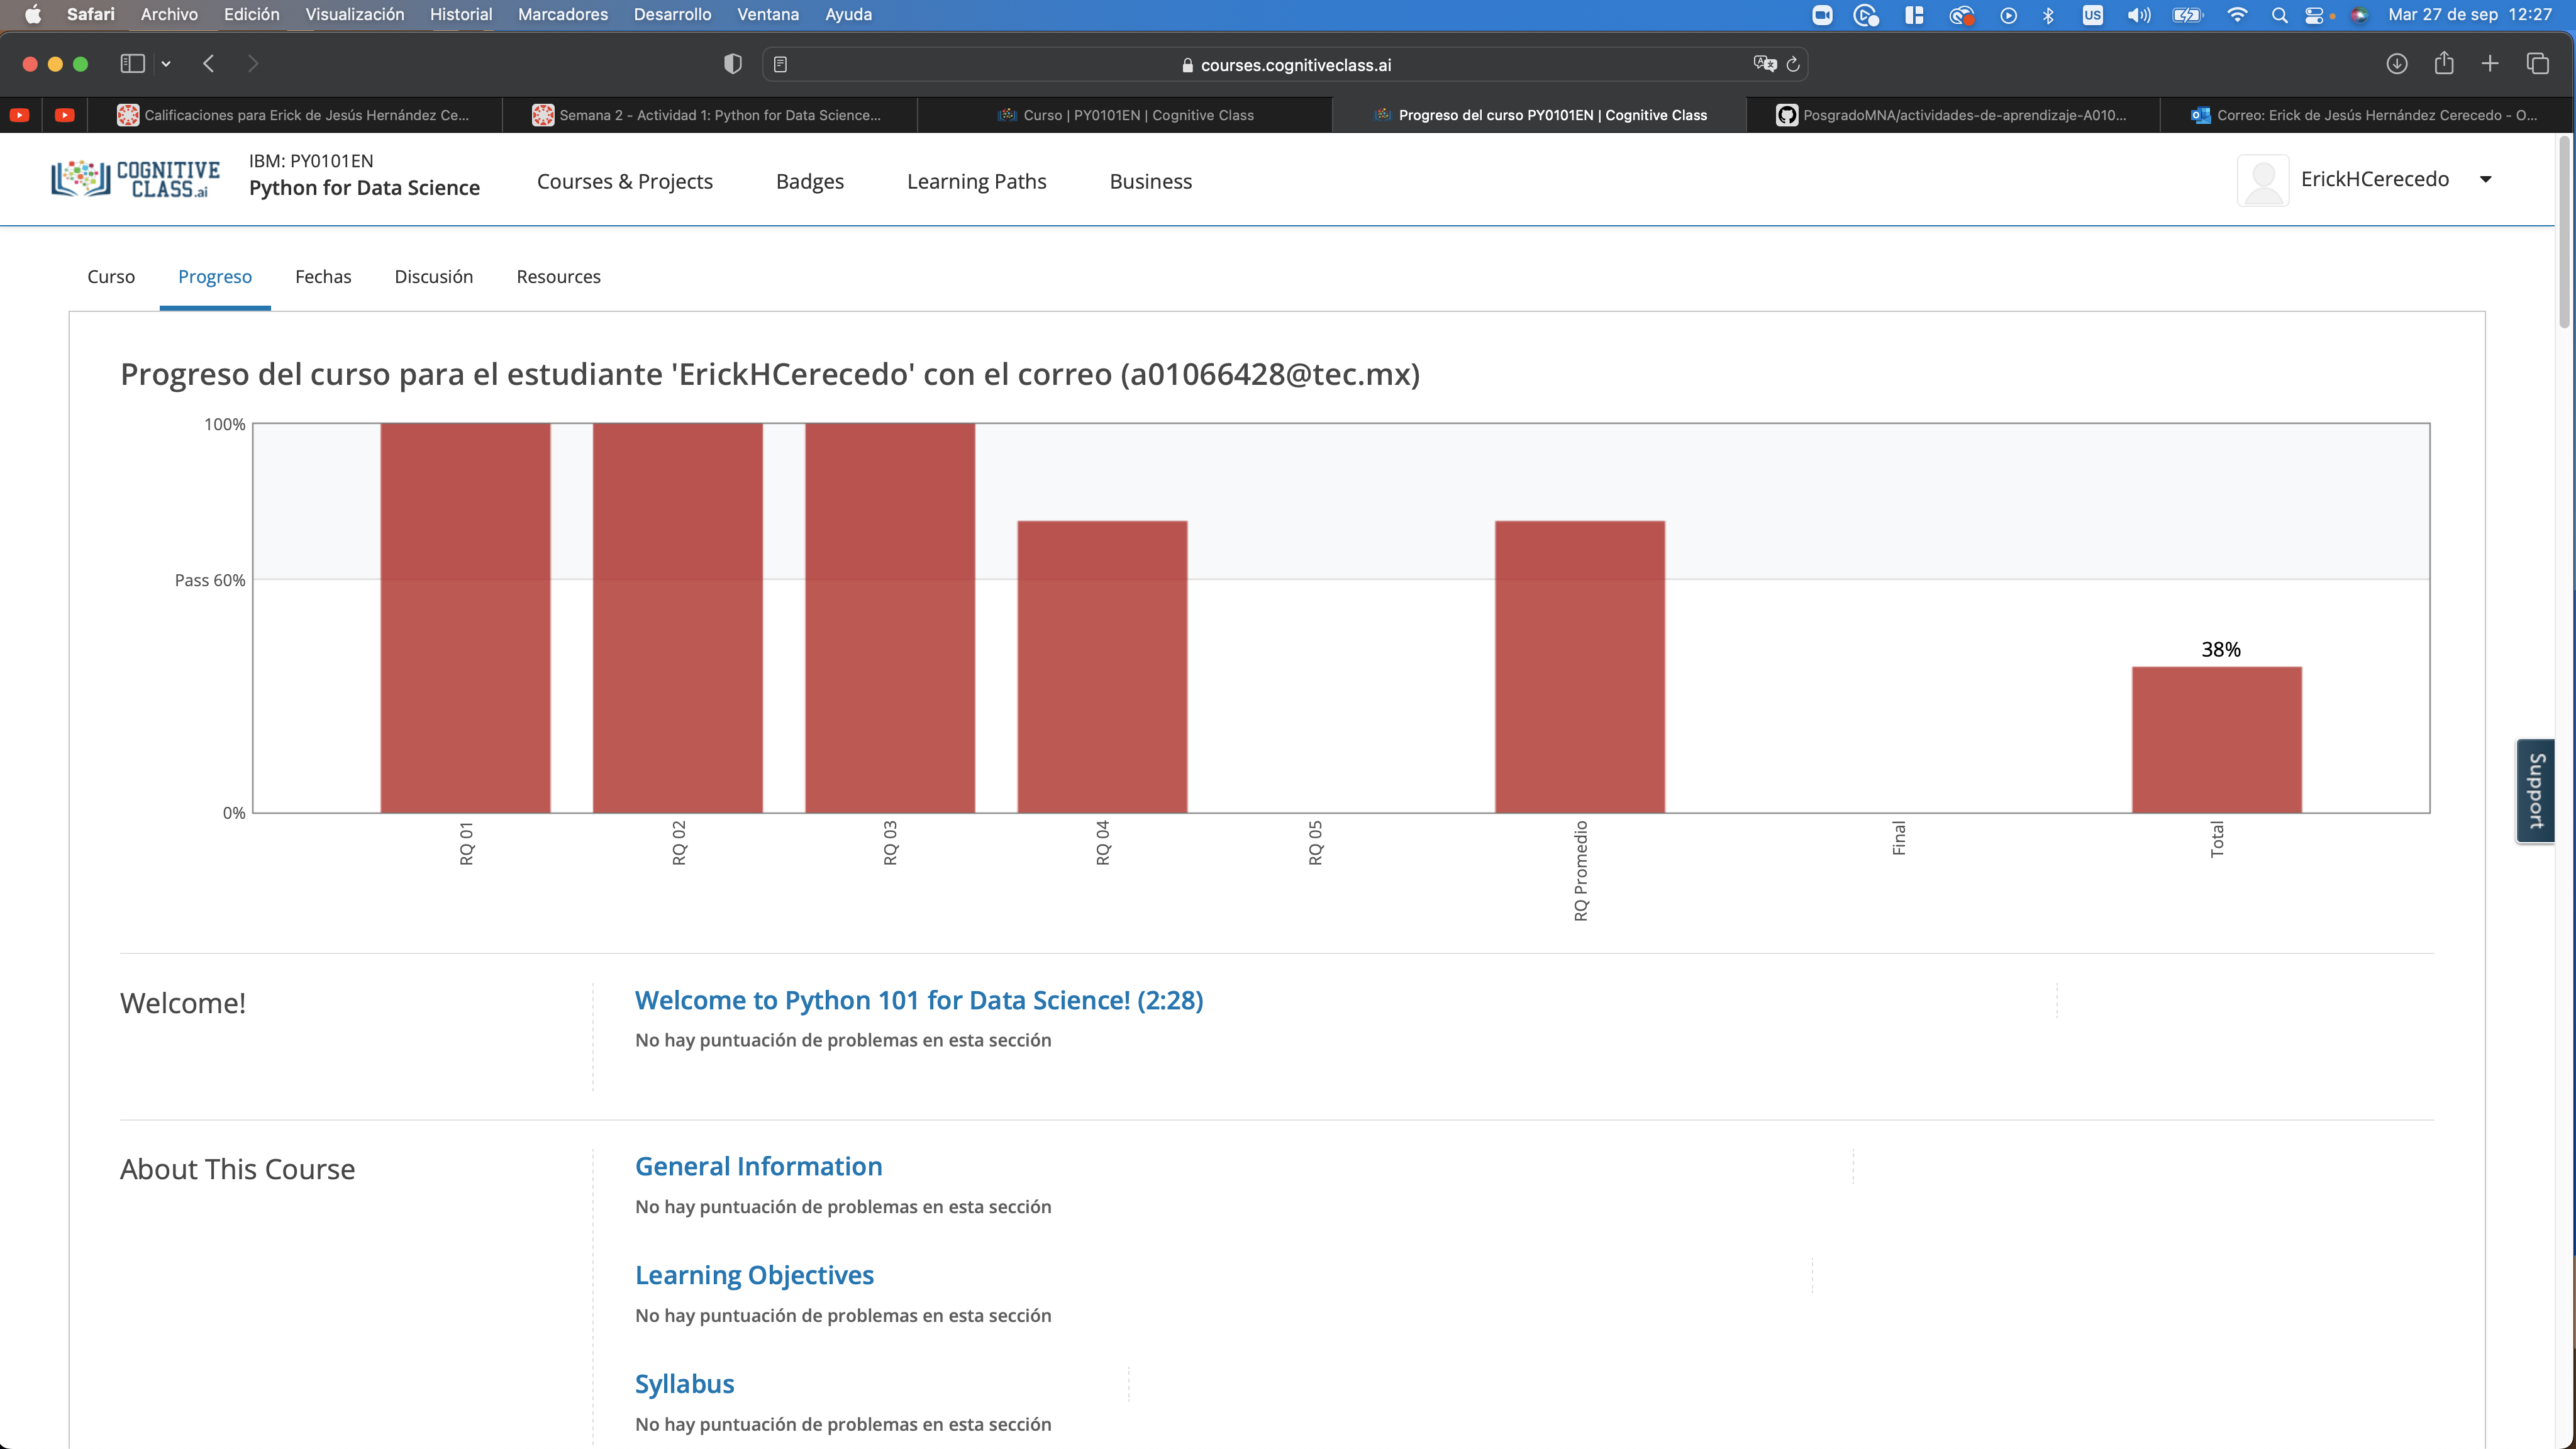 Safari Archivo Edición Visualización Historial Marcadores Desarrollo Ventana Ayuda US Mar 27 de sep 12:27
courses.cognitiveclass.ai
Calificaciones para Erick de Jesús Hernández Ce... Semana 2 - Actividad 1: Python for Data Science... Curso | PY0101EN | Cognitive Class Progreso del curso PY0101EN | Cognitive Class PosgradoMNA/actividades-de-aprendizaje-A010... Correo: Erick de Jesús Hernández Cerecedo - O...
COGNITIVE
CLASS.ai
IBM: PY0101EN
Python for Data Science
Courses & Projects Badges Learning Paths Business
ErickHCerecedo
Curso Progreso Fechas Discusión Resources
Progreso del curso para el estudiante 'ErickHCerecedo' con el correo (a01066428@tec.mx)
100%
Pass 60%
38%
0%
RQ 01 RQ 02 RQ 03 RQ 04 RQ 05 RQ Promedio Final Total
Support
Welcome!
Welcome to Python 101 for Data Science! (2:28)
No hay puntuación de problemas en esta sección
About This Course
General Information
No hay puntuación de problemas en esta sección
Learning Objectives
No hay puntuación de problemas en esta sección
Syllabus
No hay puntuación de problemas en esta sección